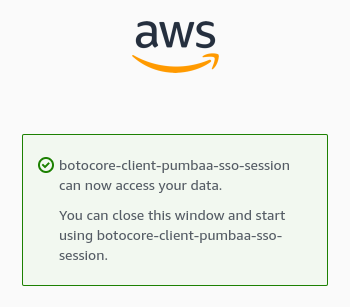 aws
botocore-client-pumbaa-sso-session
can now access your data.
You can close this window and start
using botocore-client-pumbaa-sso-
session.